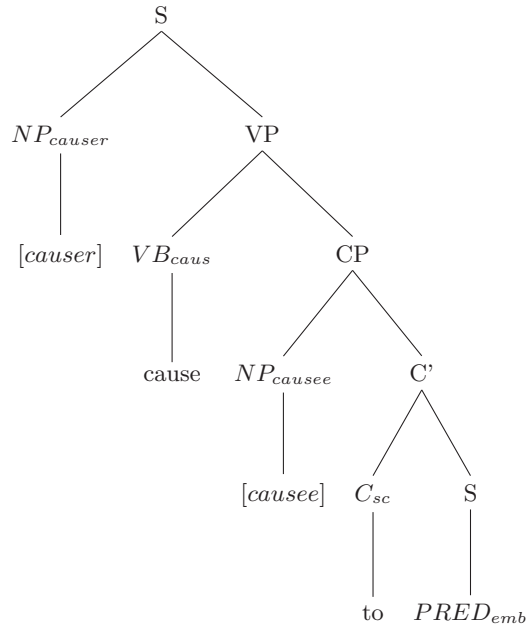 S
NP_causer VP
[causer] VB_caus CP
cause NP_causee C'
[causee] C_sc S
to PRED_emb